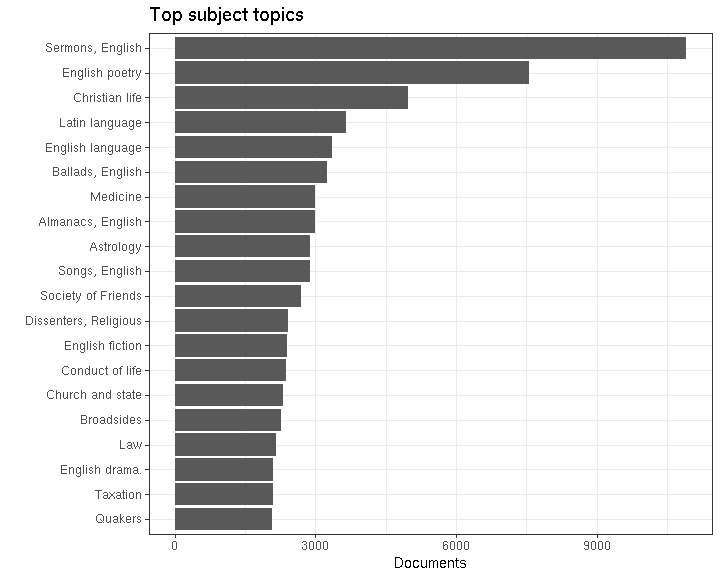 Top subject topics
Sermons, English
English poetry
Christian life
Latin language
English language
Ballads, English
Medicine
Almanacs, English
Astrology
Songs, English
Society of Friends
Dissenters, Religious
English fiction
Conduct of life
Church and state
Broadsides
Law
English drama.
Taxation
Quakers
0 3000 6000 9000
Documents